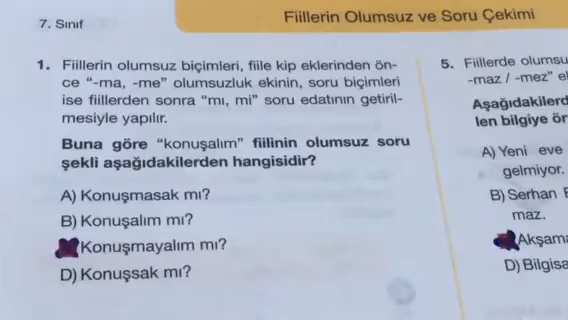 7. Sınıf
Fiillerin Olumsuz ve Soru Çekimi
1. Fiillerin olumsuz biçimleri, fiile kip eklerinden ön-
ce “-ma, -me” olumsuzluk ekinin, soru biçimleri
ise fiillerden sonra “mı, mi” soru edatının getiril-
mesiyle yapılır.
Buna göre “konuşalım” fiilinin olumsuz soru
şekli aşağıdakilerden hangisidir?
A) Konuşmasak mı?
B) Konuşalım mı?
Konuşmayalım mı?
D) Konuşsak mı?
5. Fiillerde olumsu
-maz / -mez” e
Aşağıdakilerd
len bilgiye ör
A) Yeni eve
gelmiyor.
B) Serhan
maz.
Akşam
D) Bilgisa